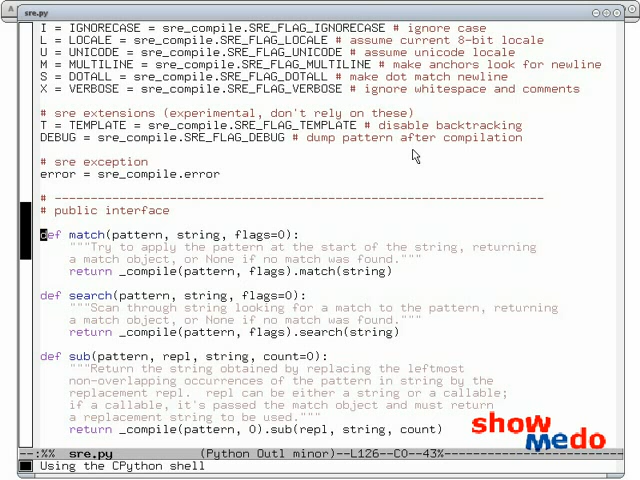 sre.py
I = IGNORECASE = sre_compile.SRE_FLAG_IGNORECASE # ignore case
L = LOCALE = sre_compile.SRE_FLAG_LOCALE # assume current 8-bit locale
U = UNICODE = sre_compile.SRE_FLAG_UNICODE # assume unicode locale
M = MULTILINE = sre_compile.SRE_FLAG_MULTILINE # make anchors look for newline
S = DOTALL = sre_compile.SRE_FLAG_DOTALL # make dot match newline
X = VERBOSE = sre_compile.SRE_FLAG_VERBOSE # ignore whitespace and comments
# sre extensions (experimental, don't rely on these)
T = TEMPLATE = sre_compile.SRE_FLAG_TEMPLATE # disable backtracking
DEBUG = sre_compile.SRE_FLAG_DEBUG # dump pattern after compilation
# sre exception
error = sre_compile.error
# --------------------------------------------------------------------
# public interface
def match(pattern, string, flags=0):
"""Try to apply the pattern at the start of the string, returning
a match object, or None if no match was found."""
return _compile(pattern, flags).match(string)
def search(pattern, string, flags=0):
"""Scan through string looking for a match to the pattern, returning
a match object, or None if no match was found."""
return _compile(pattern, flags).search(string)
def sub(pattern, repl, string, count=0):
"""Return the string obtained by replacing the leftmost
non-overlapping occurrences of the pattern in string by the
replacement repl.  repl can be either a string or a callable;
if a callable, it's passed the match object and must return
a replacement string to be used."""
return _compile(pattern, 0).sub(repl, string, count)
show
medo
--:%%  sre.py            (Python Outl minor)--L126--C0--43%--------
Using the CPython shell